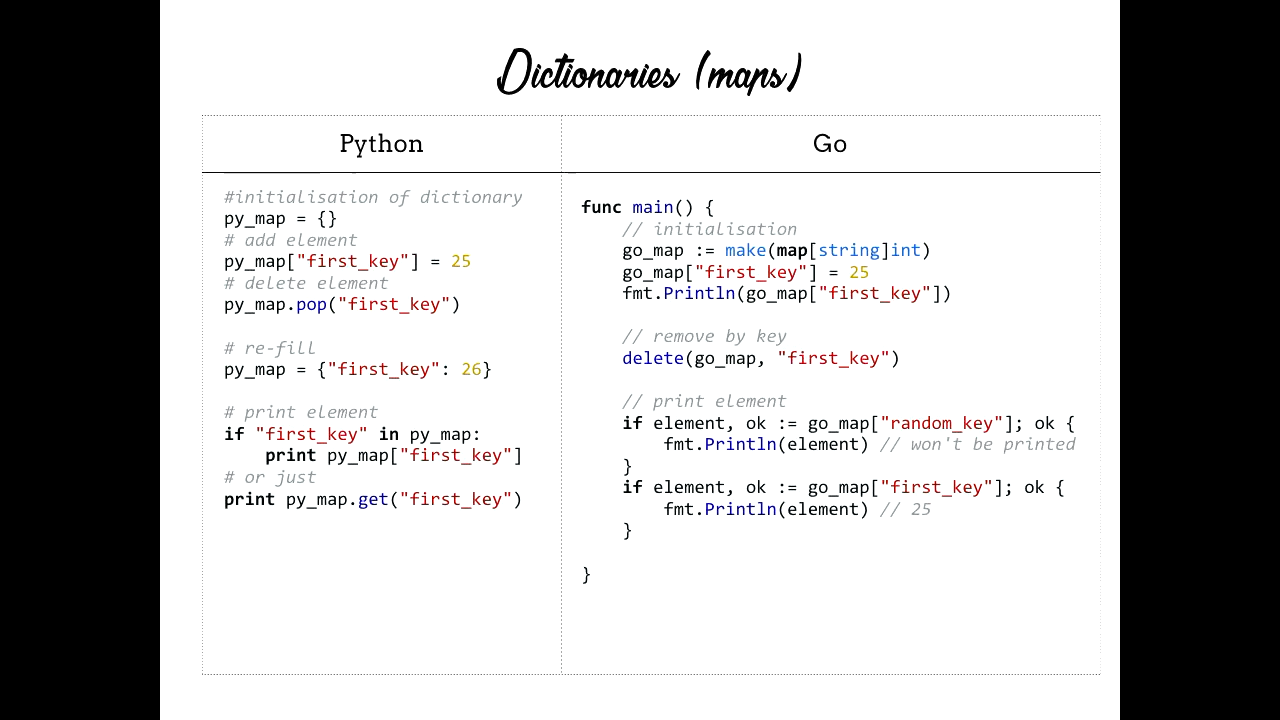 Dictionaries (maps)
Python
#initialisation of dictionary
py_map = {}
# add element
py_map["first_key"] = 25
# delete element
py_map.pop("first_key")
# re-fill
py_map = {"first_key": 26}
# print element
if "first_key" in py_map:
    print py_map["first_key"]
# or just
print py_map.get("first_key")
Go
func main() {
    // initialisation
    go_map := make(map[string]int)
    go_map["first_key"] = 25
    fmt.Println(go_map["first_key"])
    // remove by key
    delete(go_map, "first_key")
    // print element
    if element, ok := go_map["random_key"]; ok {
        fmt.Println(element) // won't be printed
    }
    if element, ok := go_map["first_key"]; ok {
        fmt.Println(element) // 25
    }
}